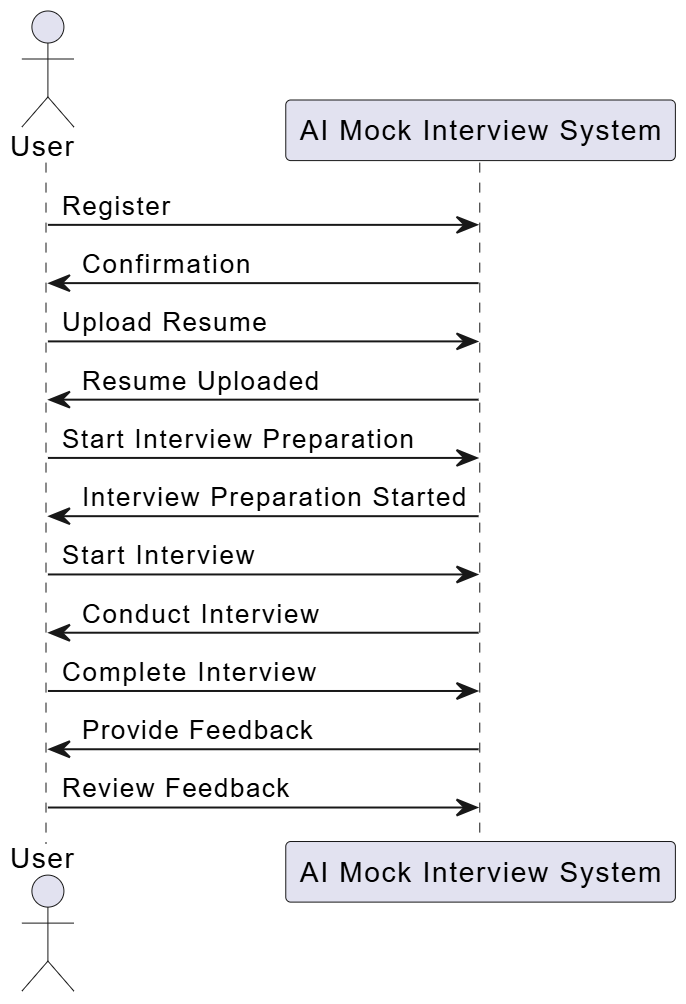 User
AI Mock Interview System
Register
Confirmation
Upload Resume
Resume Uploaded
Start Interview Preparation
Interview Preparation Started
Start Interview
Conduct Interview
Complete Interview
Provide Feedback
Review Feedback
User
AI Mock Interview System